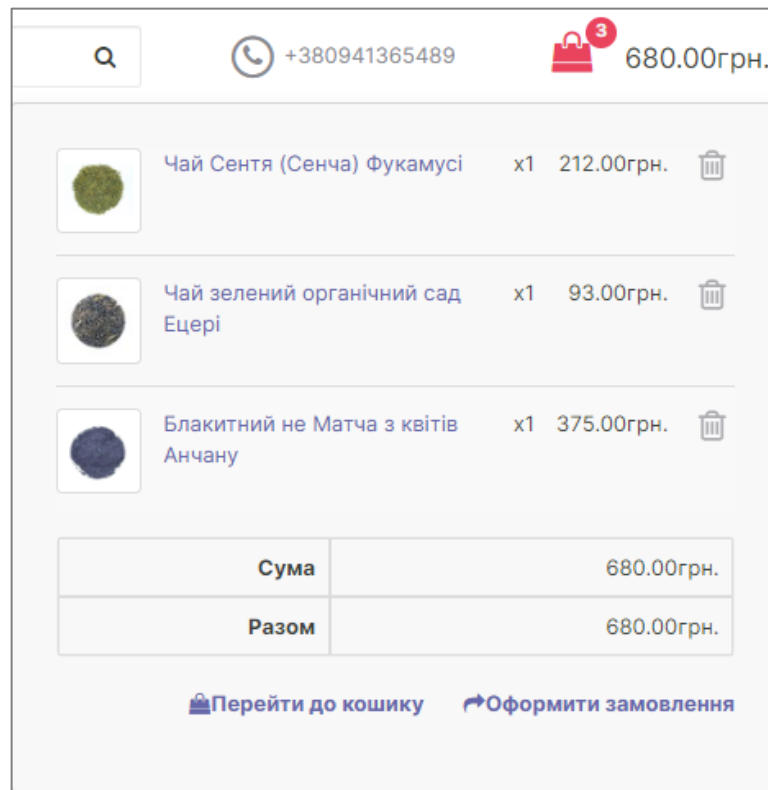 +380941365489
3
680.00грн.
Чай Сентя (Сенча) Фукамусі x1 212.00грн.
Чай зелений органічний сад x1 93.00грн.
Ецері
Блакитний не Матча з квітів x1 375.00грн.
Анчану
Сума 680.00грн.
Разом 680.00грн.
Перейти до кошику Оформити замовлення